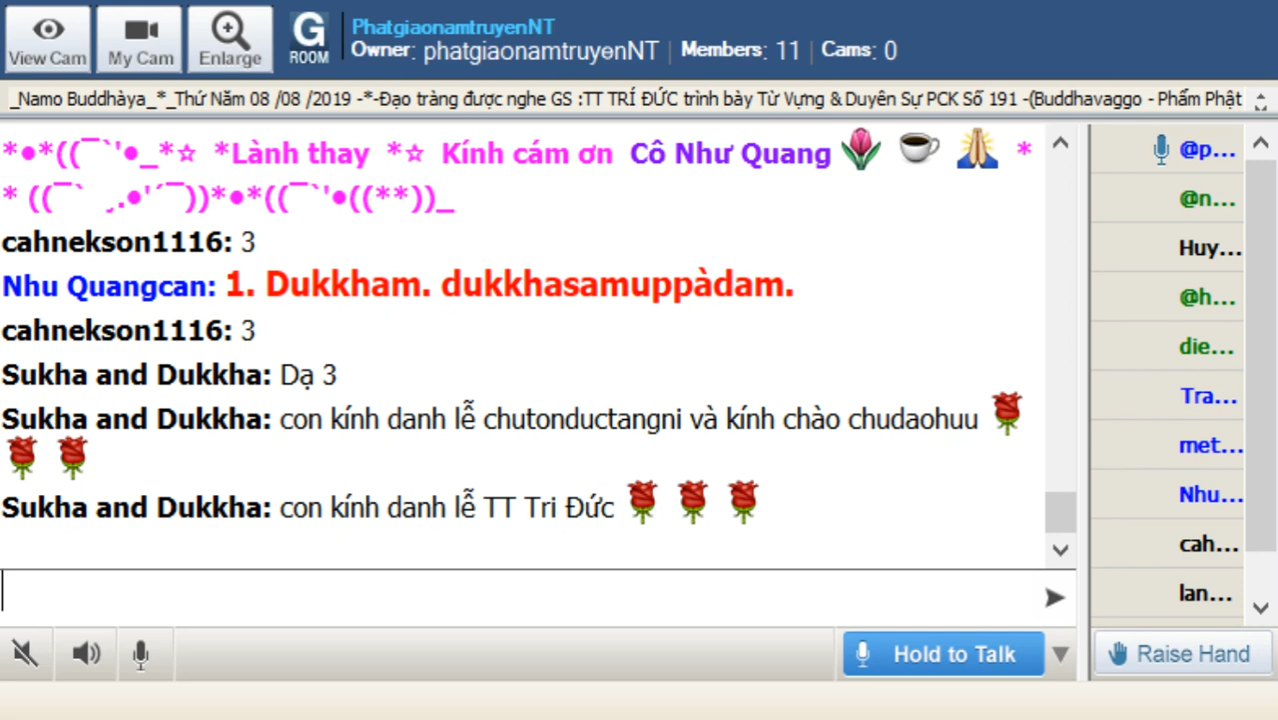 PhatgiaonamtruyenNT
View Cam
My Cam
Enlarge
G
ROOM
Owner: phatgiaonamtruyenNT | Members: 11 | Cams: 0
_Namo Buddhàya_*_Thứ Năm 08 /08 /2019 -*-Đạo tràng được nghe GS :TT TRÍ ĐỨC trình bày Từ Vựng & Duyên Sự PCK Số 191 -(Buddhavaggo - Phẩm Phật
*●*((¯`'●_*☆ *Lành thay *☆ Kính cám ơn Cô Như Quang *
* ((¯` ¸.●'´¯))*●*((¯`'●((**))_
cahnekson1116: 3
Nhu Quangcan: 1. Dukkham. dukkhasamuppàdam.
cahnekson1116: 3
Sukha and Dukkha: Dạ 3
Sukha and Dukkha: con kính danh lễ chutonductangni và kính chào chudaohuu
Sukha and Dukkha: con kính danh lễ TT Tri Đức
@p...
@n...
Huy...
@h...
die...
Tra...
met...
Nhu...
cah...
lan...
Hold to Talk
Raise Hand